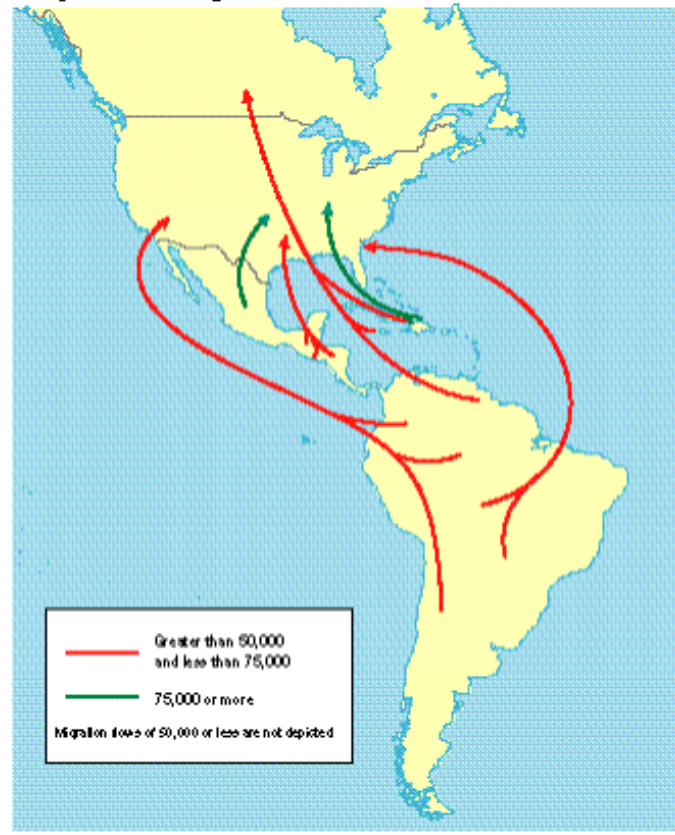 Greater than 50,000
and less than 75,000
75,000 or more
Migration flows of 50,000 or less are not depicted